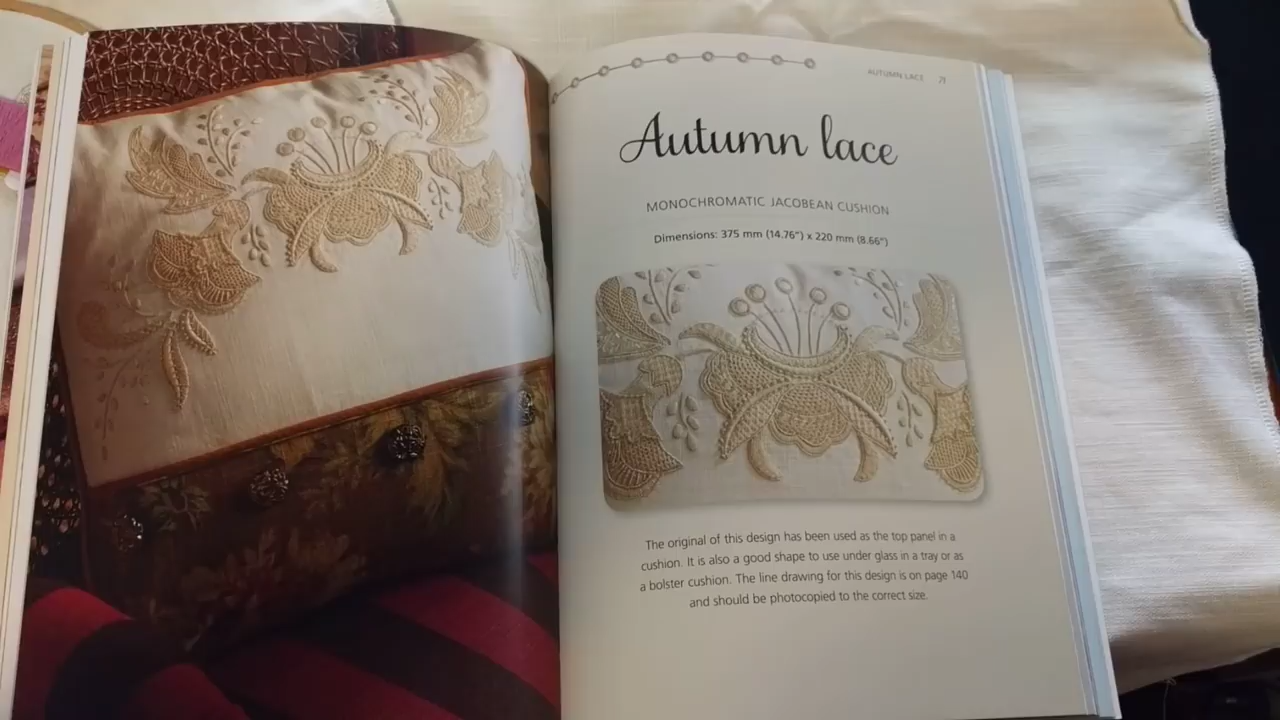 AUTUMN LACE 71
Autumn lace
MONOCHROMATIC JACOBEAN CUSHION
Dimensions: 375 mm (14.76") x 220 mm (8.66")
The original of this design has been used as the top panel in a
cushion. It is also a good shape to use under glass in a tray or as
a bolster cushion. The line drawing for this design is on page 140
and should be photocopied to the correct size.